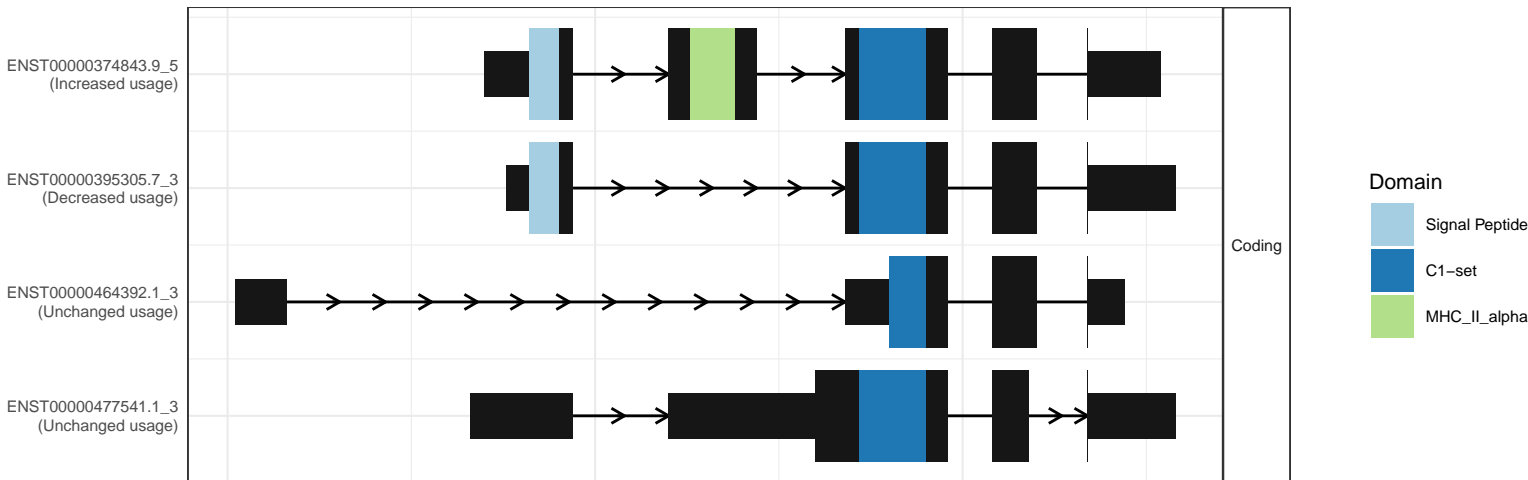 ENST00000374843.9_5
(Increased usage)
ENST00000395305.7_3
(Decreased usage)
ENST00000464392.1_3
(Unchanged usage)
ENST00000477541.1_3
(Unchanged usage)
Coding
Domain
Signal Peptide
C1−set
MHC_II_alpha